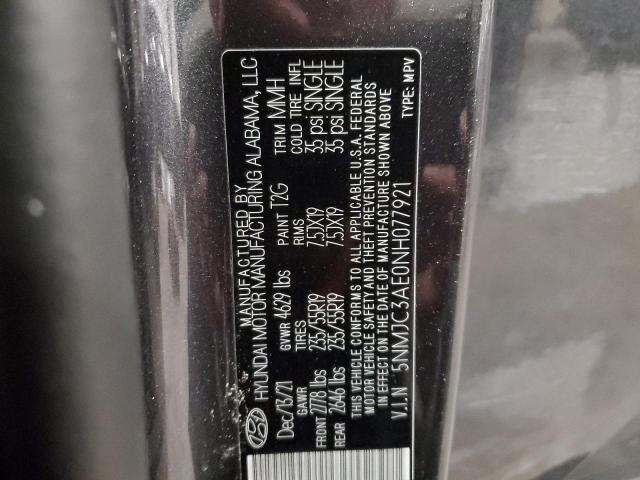 MANUFACTURED BY
HYUNDAI MOTOR MANUFACTURING ALABAMA, LLC
Dec/13/21 GVWR 4629 lbs PAINT T2G TRIM MMH
GAWR TIRES RIMS COLD TIRE INFL
FRONT 2778 lbs 235/55R19 7.5JX19 35 psi SINGLE
REAR 2646 lbs 235/55R19 7.5JX19 35 psi SINGLE
THIS VEHICLE CONFORMS TO ALL APPLICABLE U.S.A. FEDERAL
MOTOR VEHICLE SAFETY AND THEFT PREVENTION STANDARDS
IN EFFECT ON THE DATE OF MANUFACTURE SHOWN ABOVE
V.I.N 5NMJC3AE0NH077921 TYPE: MPV